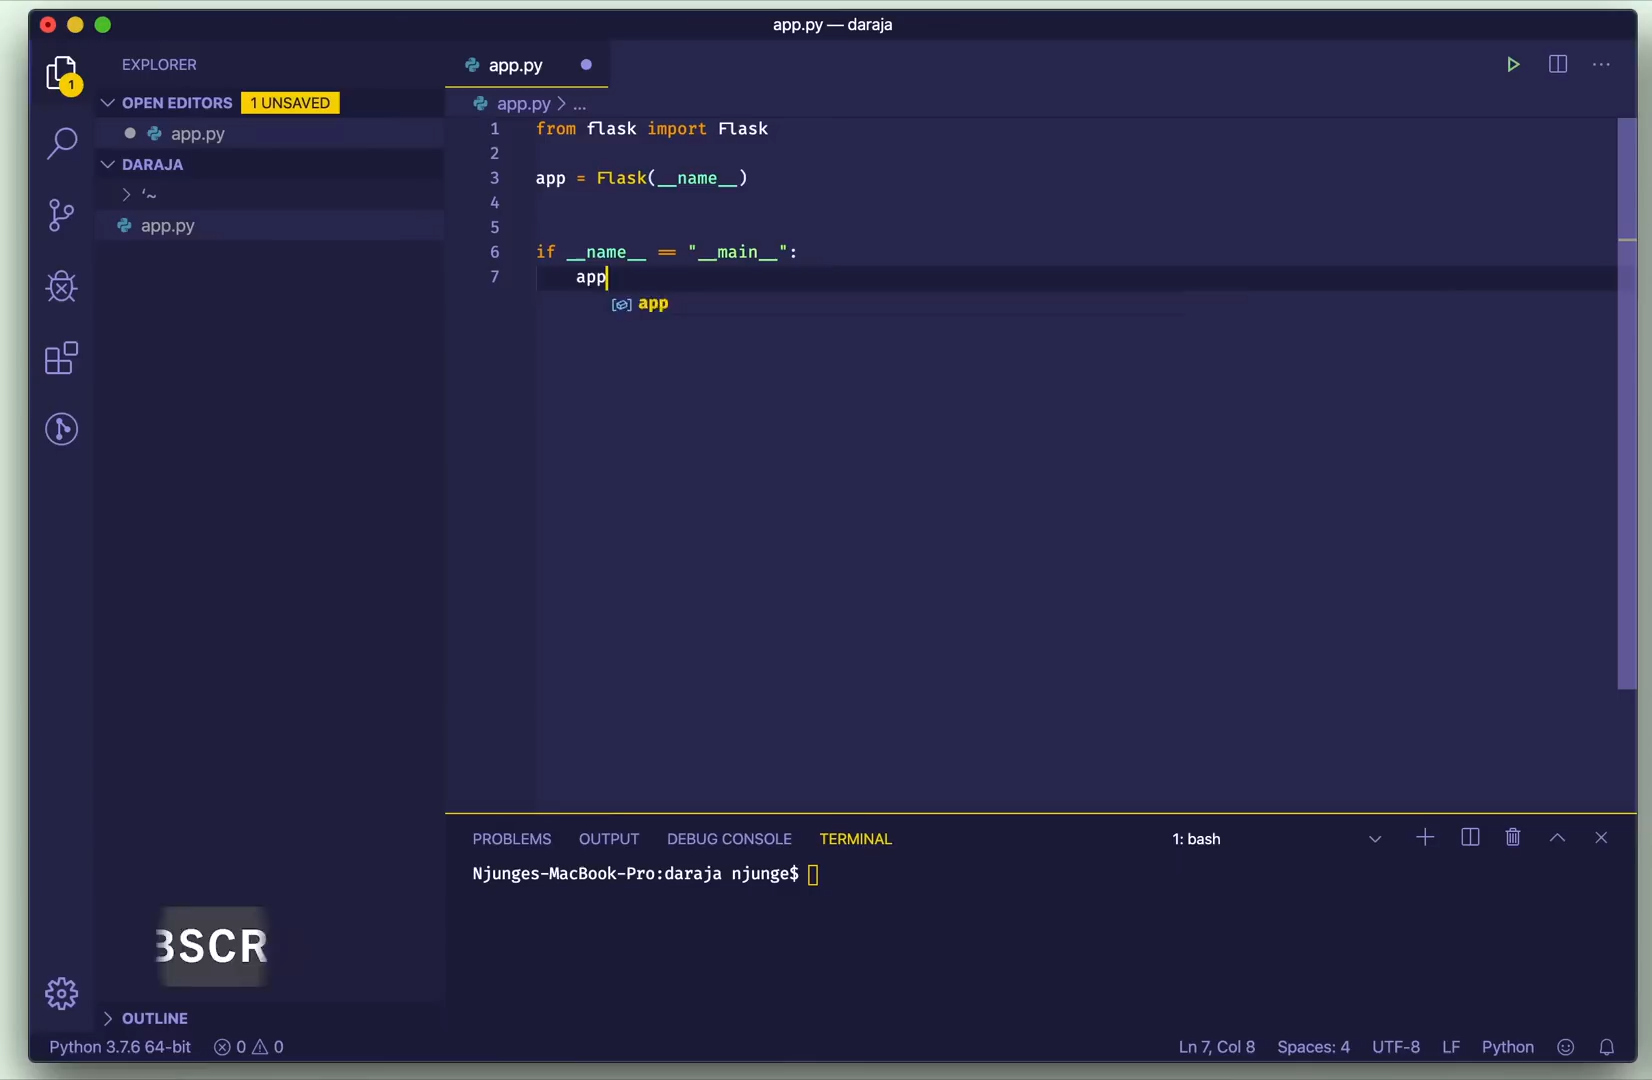 app.py — daraja
EXPLORER
OPEN EDITORS 1 UNSAVED
app.py
DARAJA
‘~
app.py
OUTLINE
app.py
app.py > ...
1 from flask import Flask
2
3 app = Flask(__name__)
4
5
6 if __name__ == "__main__":
7 app
app
PROBLEMS OUTPUT DEBUG CONSOLE TERMINAL 1: bash
Njunges-MacBook-Pro:daraja njunge$
BSCR
1
Python 3.7.6 64-bit 0 0 Ln 7, Col 8 Spaces: 4 UTF-8 LF Python